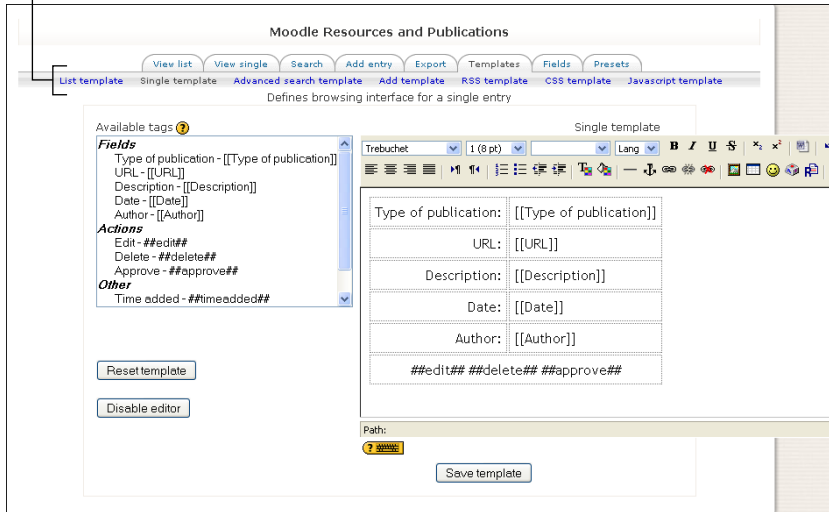 Moodle Resources and Publications
View list View single Search Add entry Export Templates Fields Presets
List template Single template Advanced search template Add template RSS template CSS template Javascript template
Defines browsing interface for a single entry
Available tags ?
Single template
Fields
Type of publication - [[Type of publication]]
URL - [[URL]]
Description - [[Description]]
Date - [[Date]]
Author - [[Author]]
Actions
Edit - ##edit##
Delete - ##delete##
Approve - ##approve##
Other
Time added - ##timeadded##
Reset template
Disable editor
Trebuchet 1 (8 pt) Lang B I U S x₂ x²
Type of publication: [[Type of publication]]
URL: [[URL]]
Description: [[Description]]
Date: [[Date]]
Author: [[Author]]
##edit## ##delete## ##approve##
Path:
?
Save template